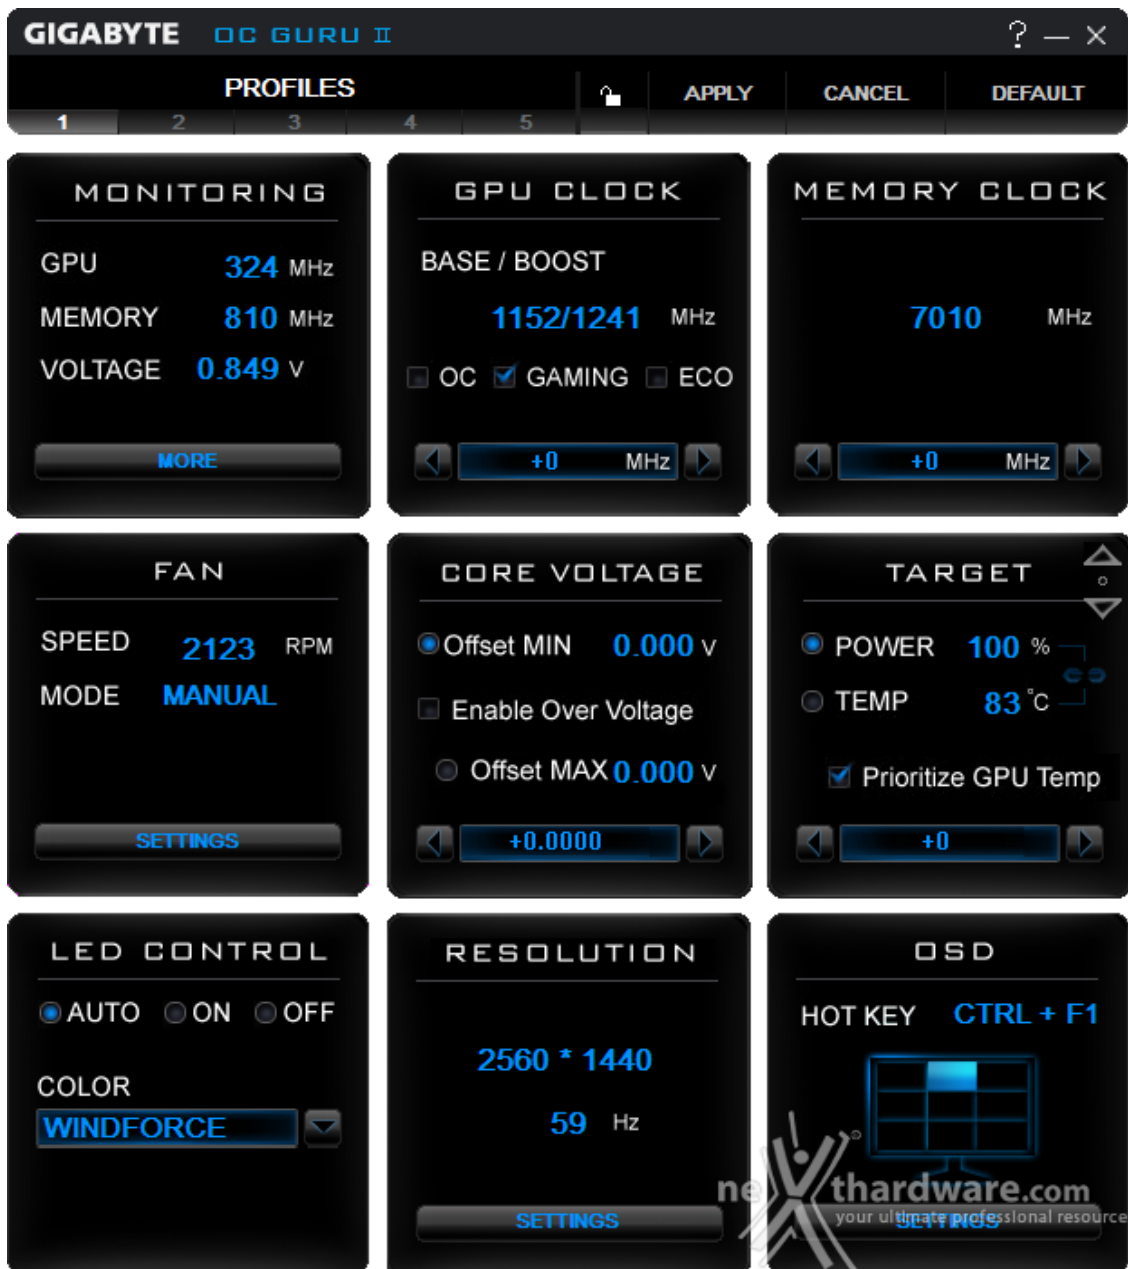 GIGABYTE OC GURU II ? — ×
PROFILES APPLY CANCEL DEFAULT
1 2 3 4 5
MONITORING
GPU 324 MHz
MEMORY 810 MHz
VOLTAGE 0.849 V
MORE
GPU CLOCK
BASE / BOOST
1152/1241 MHz
OC GAMING ECO
+0 MHz
MEMORY CLOCK
7010 MHz
+0 MHz
FAN
SPEED 2123 RPM
MODE MANUAL
SETTINGS
CORE VOLTAGE
Offset MIN 0.000 V
Enable Over Voltage
Offset MAX 0.000 V
+0.0000
TARGET
POWER 100 %
TEMP 83 °C
Prioritize GPU Temp
+0
LED CONTROL
AUTO ON OFF
COLOR
WINDFORCE
RESOLUTION
2560 * 1440
59 Hz
SETTINGS
OSD
HOT KEY CTRL + F1
SETTINGS
nexthardware.com
your ultimate professional resource